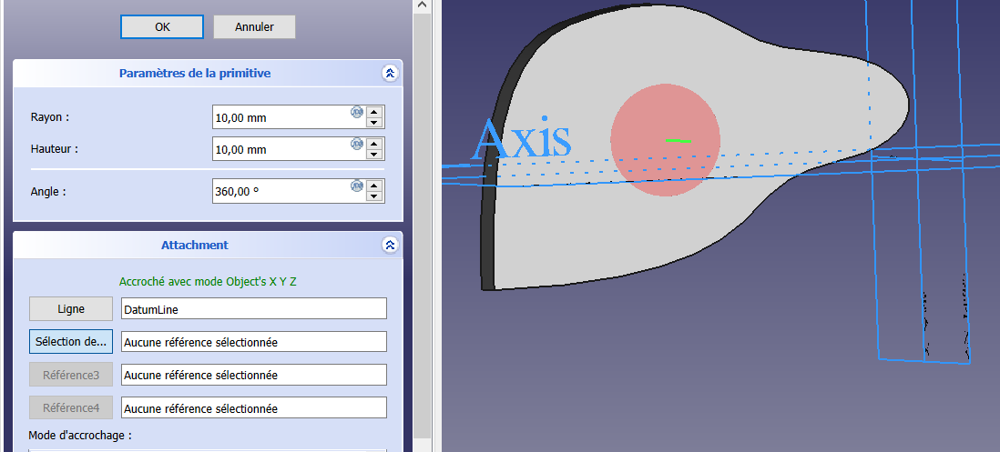 OK Annuler
Paramètres de la primitive
Rayon : 10,00 mm
Hauteur : 10,00 mm
Angle : 360,00 °
Attachment
Accroché avec mode Object's X Y Z
Ligne DatumLine
Sélection de... Aucune référence sélectionnée
Référence3 Aucune référence sélectionnée
Référence4 Aucune référence sélectionnée
Mode d'accrochage :
Axis